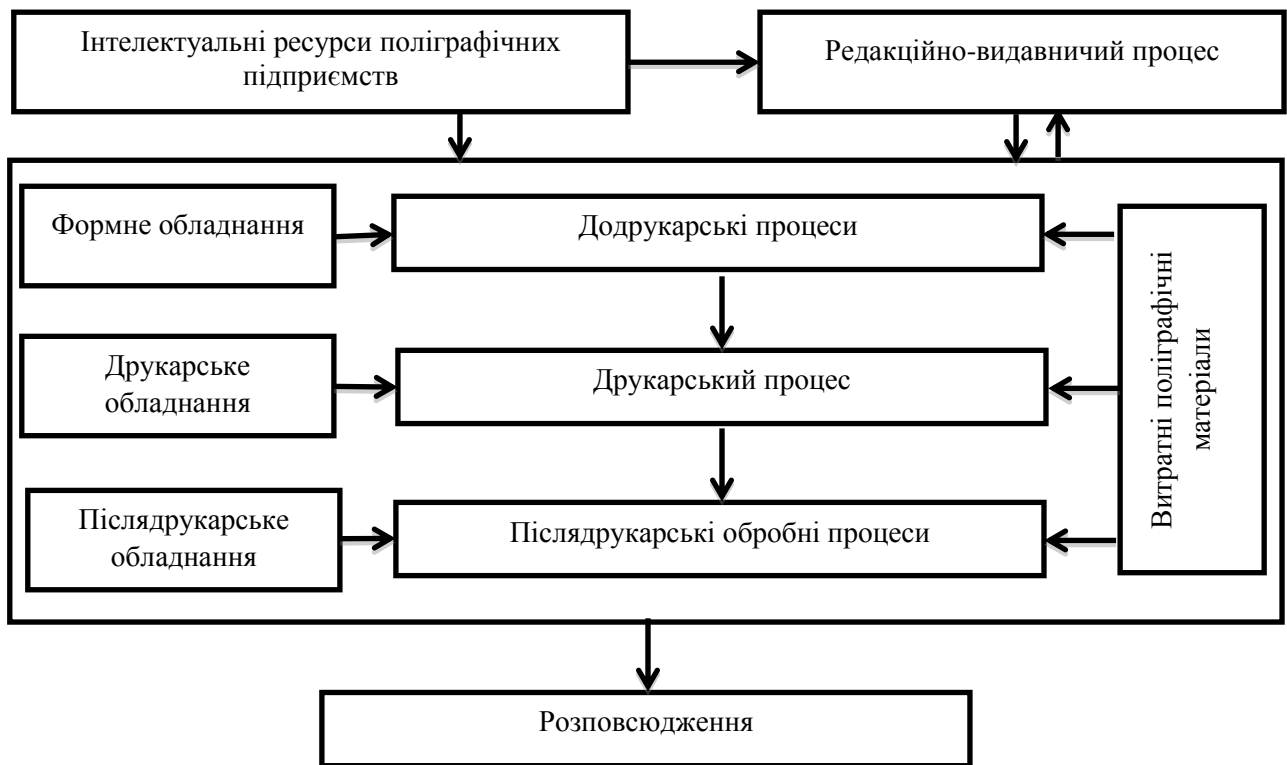 Інтелектуальні ресурси поліграфічних
підприємств
Редакційно-видавничий процес
Формне обладнання
Додрукарські процеси
Друкарське
обладнання
Друкарський процес
Післядрукарське
обладнання
Післядрукарські обробні процеси
Витратні поліграфічні
матеріали
Розповсюдження